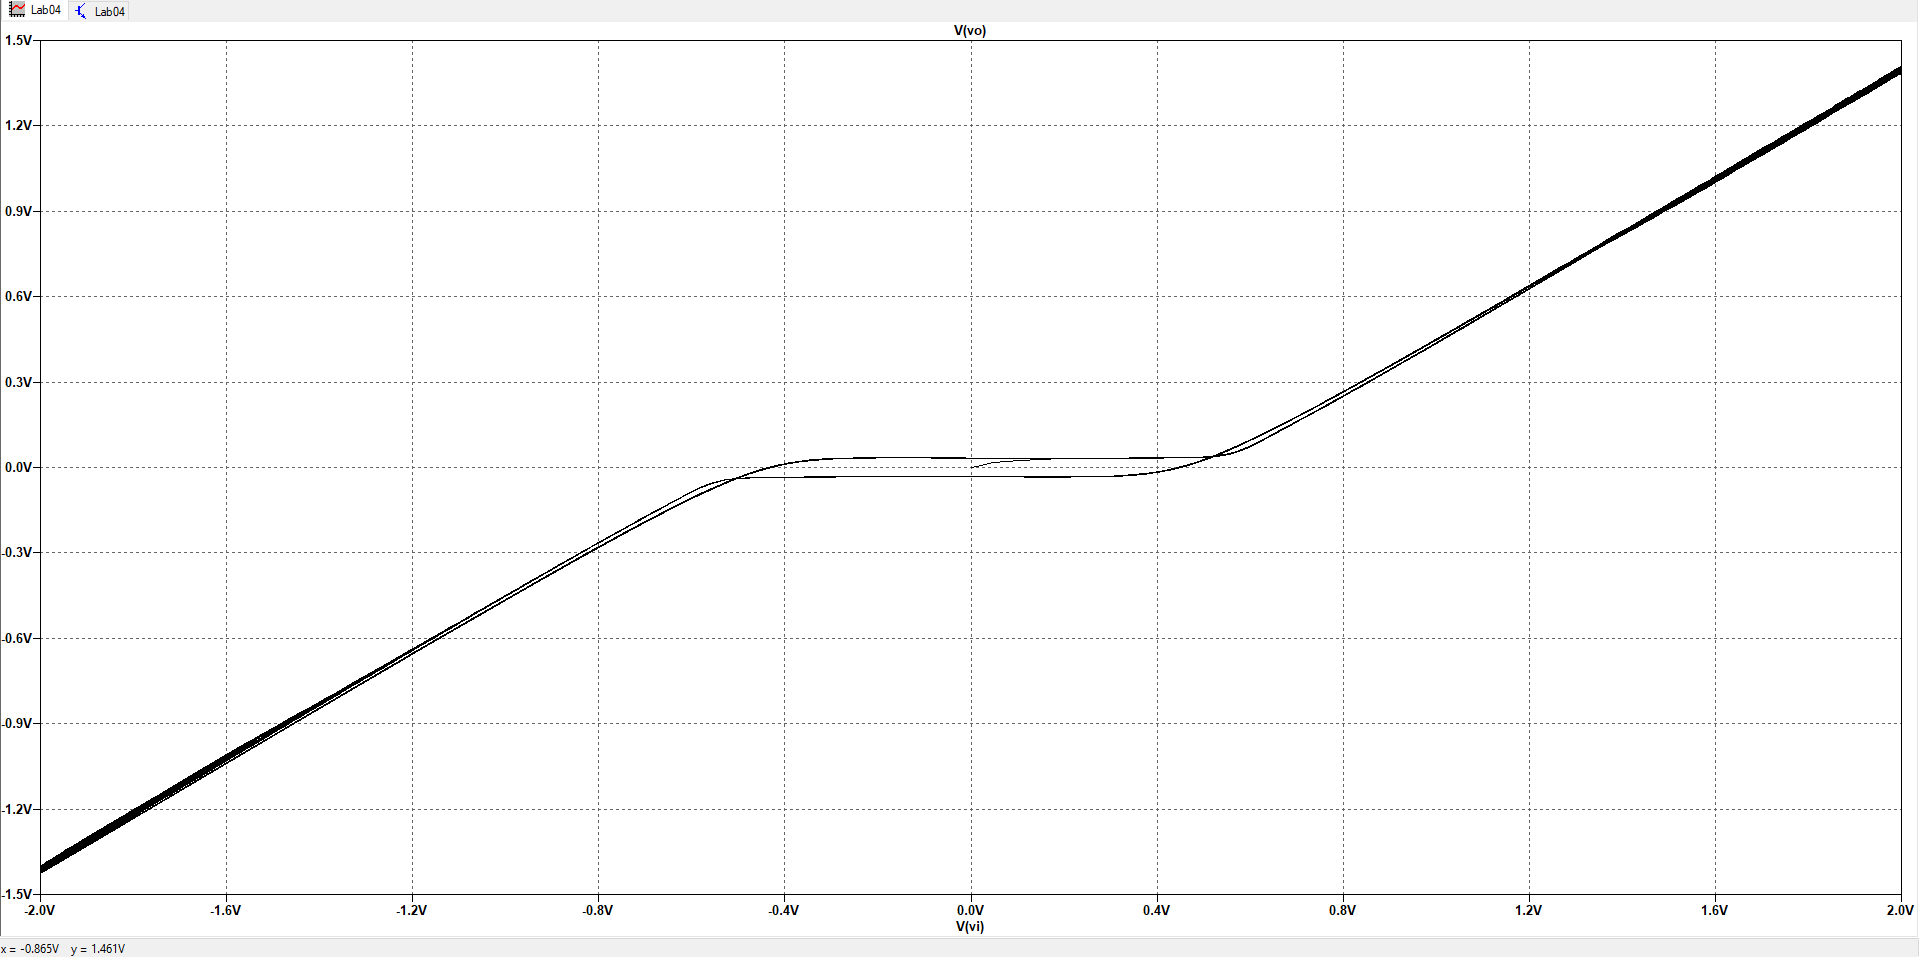 Lab04 Lab04
V(vo)
1.5V
1.2V
0.9V
0.6V
0.3V
0.0V
-0.3V
-0.6V
-0.9V
-1.2V
-1.5V
-2.0V -1.6V -1.2V -0.8V -0.4V 0.0V 0.4V 0.8V 1.2V 1.6V 2.0V
V(vi)
x = -0.865V y = 1.461V